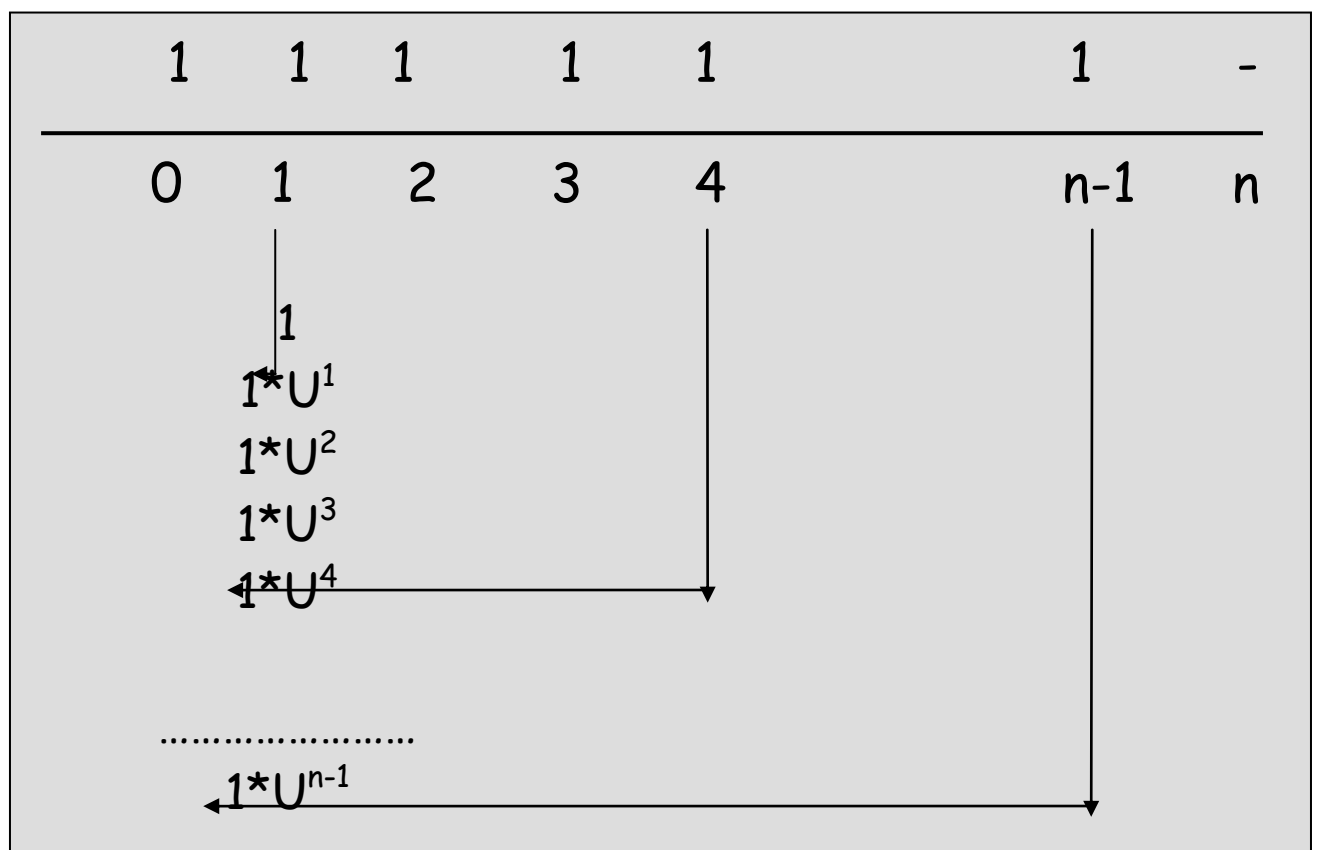 1 1 1 1 1 1 -
0 1 2 3 4 n-1 n
1
1*U¹
1*U²
1*U³
1*U⁴
........................
1*Uⁿ⁻¹